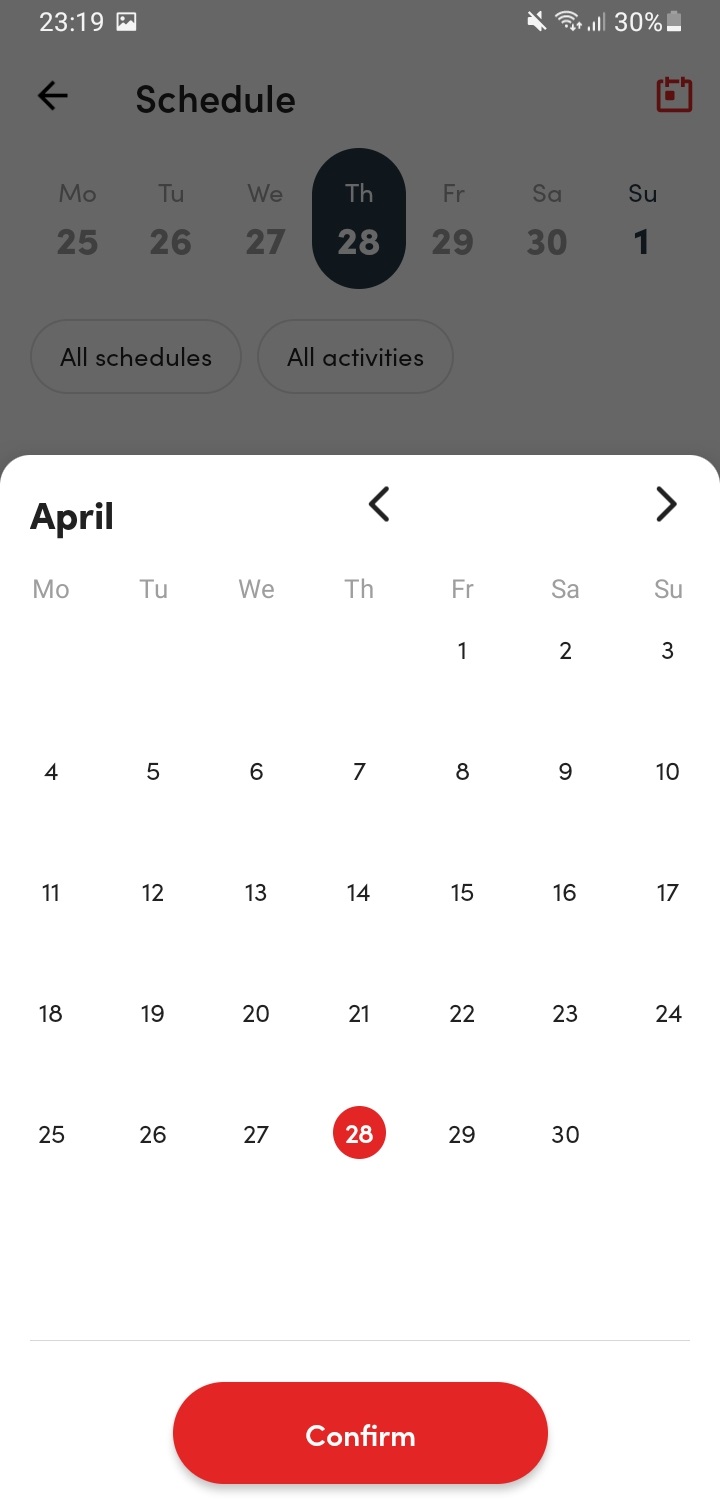 23:19 30%
Schedule
Mo Tu We Th Fr Sa Su
25 26 27 28 29 30 1
All schedules All activities
April
Mo Tu We Th Fr Sa Su
1 2 3
4 5 6 7 8 9 10
11 12 13 14 15 16 17
18 19 20 21 22 23 24
25 26 27 28 29 30
Confirm